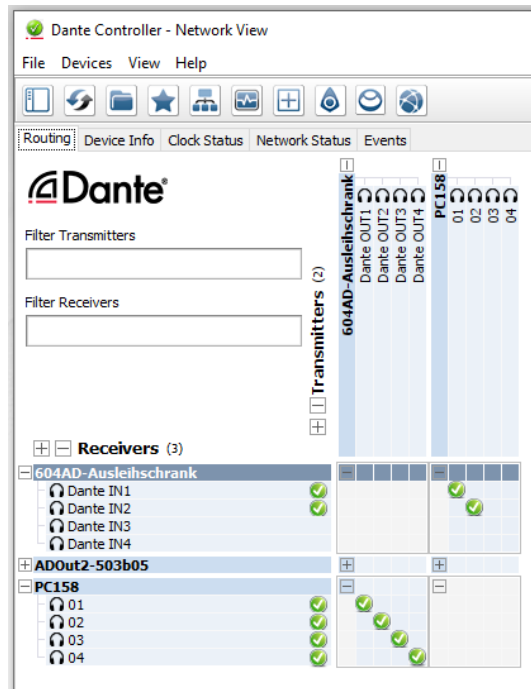 Dante Controller - Network View
File Devices View Help
Routing Device Info Clock Status Network Status Events
Dante®
Filter Transmitters
Filter Receivers
Transmitters (2)
604AD-Ausleihschrank
Dante OUT1
Dante OUT2
Dante OUT3
Dante OUT4
PC158
01
02
03
04
Receivers (3)
604AD-Ausleihschrank
Dante IN1
Dante IN2
Dante IN3
Dante IN4
ADOut2-503b05
PC158
01
02
03
04